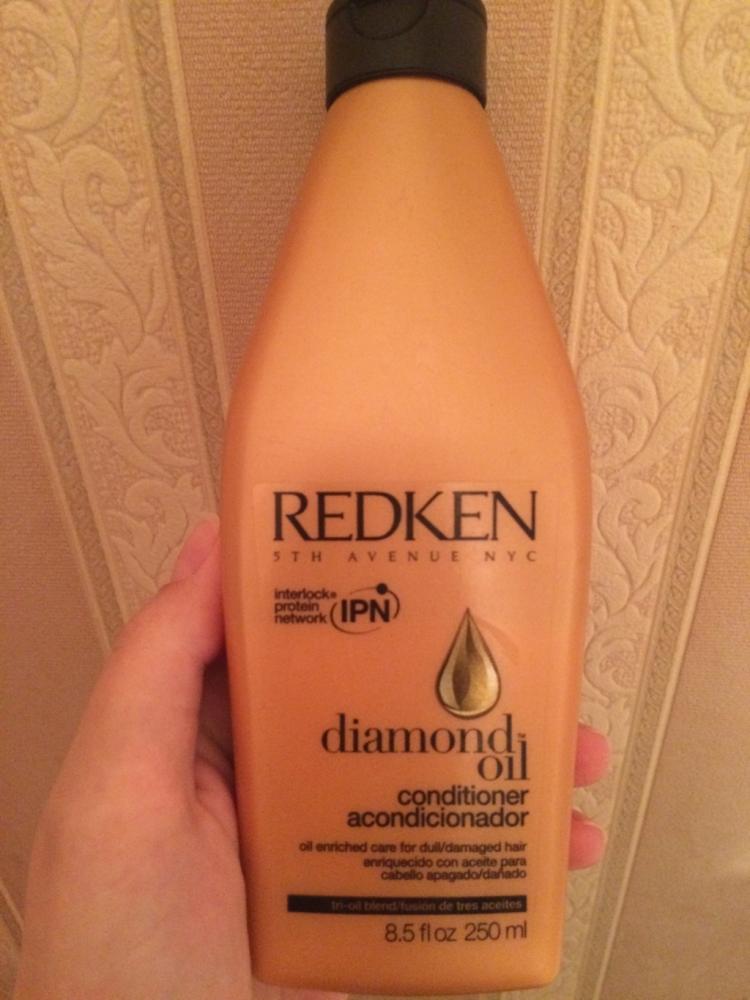 REDKEN
5TH AVENUE NYC
interlock®
protein
network
IPN
diamond
oil™
conditioner
acondicionador
oil enriched care for dull/damaged hair
enriquecido con aceite para
cabello apagado/dañado
tri-oil blend/fusión de tres aceites
8.5 fl oz 250 ml